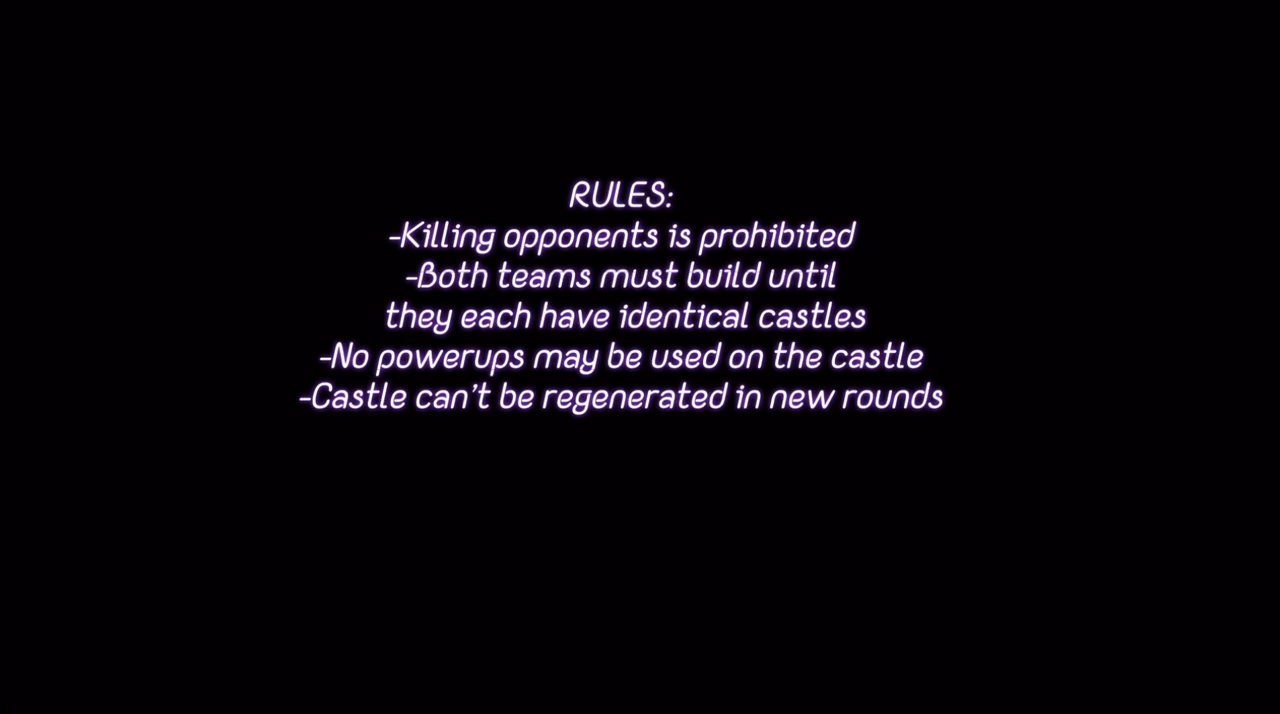 RULES:
-Killing opponents is prohibited
-Both teams must build until
they each have identical castles
-No powerups may be used on the castle
-Castle can't be regenerated in new rounds